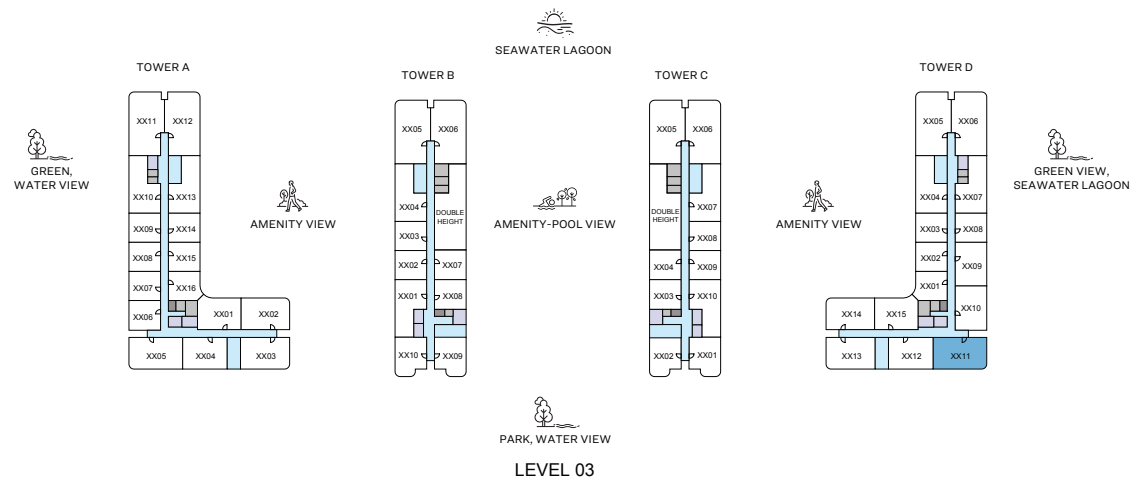 SEAWATER LAGOON
TOWER A
TOWER B
TOWER C
TOWER D
XX11
XX12
XX10
XX13
XX09
XX14
XX08
XX15
XX07
XX16
XX06
XX01
XX02
XX05
XX04
XX03
XX05
XX06
XX04
DOUBLE
HEIGHT
XX03
XX02
XX07
XX01
XX08
XX10
XX09
XX05
XX06
DOUBLE
HEIGHT
XX07
XX08
XX04
XX09
XX03
XX10
XX02
XX01
XX05
XX06
XX04
XX07
XX03
XX08
XX02
XX09
XX01
XX10
XX14
XX15
XX13
XX12
XX11
GREEN,
WATER VIEW
AMENITY VIEW
AMENITY-POOL VIEW
AMENITY VIEW
GREEN VIEW,
SEAWATER LAGOON
PARK, WATER VIEW
LEVEL 03